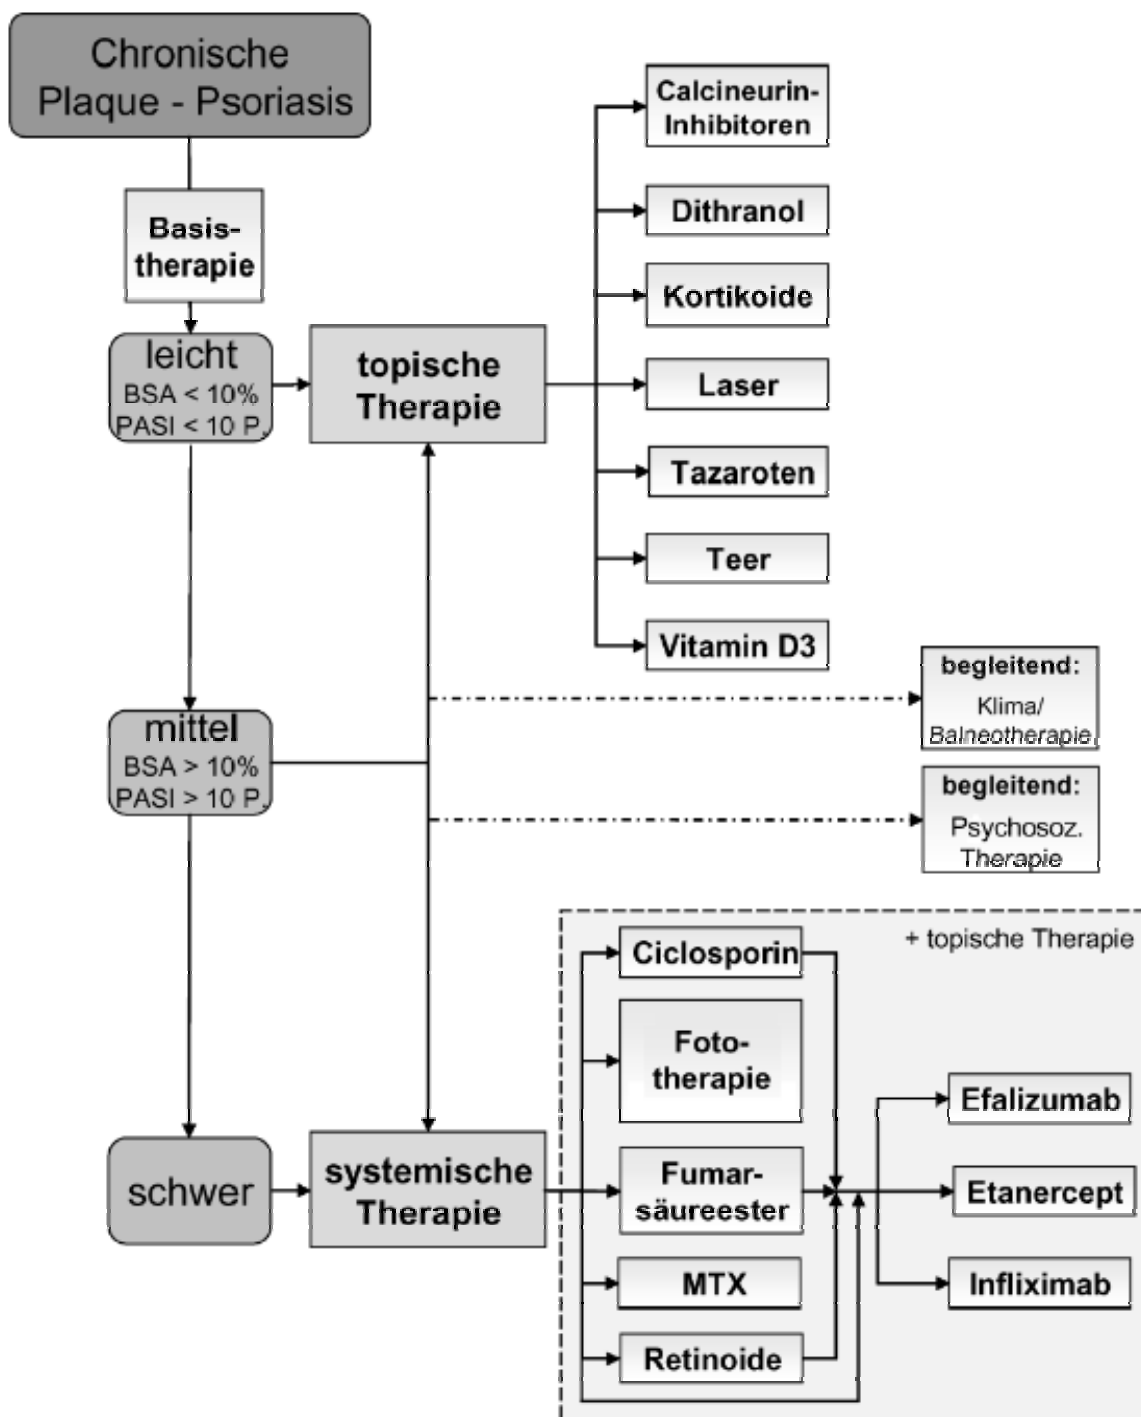 Chronische
Plaque - Psoriasis
Basis-
therapie
leicht
BSA < 10%
PASI < 10 P.
topische
Therapie
Calcineurin-
Inhibitoren
Dithranol
Kortikoide
Laser
Tazaroten
Teer
Vitamin D3
begleitend:
Klima/
Balneotherapie
mittel
BSA > 10%
PASI > 10 P.
begleitend:
Psychosoz.
Therapie
+ topische Therapie
schwer
systemische
Therapie
Ciclosporin
Foto-
therapie
Fumar-
säureester
MTX
Retinoide
Efalizumab
Etanercept
Infliximab